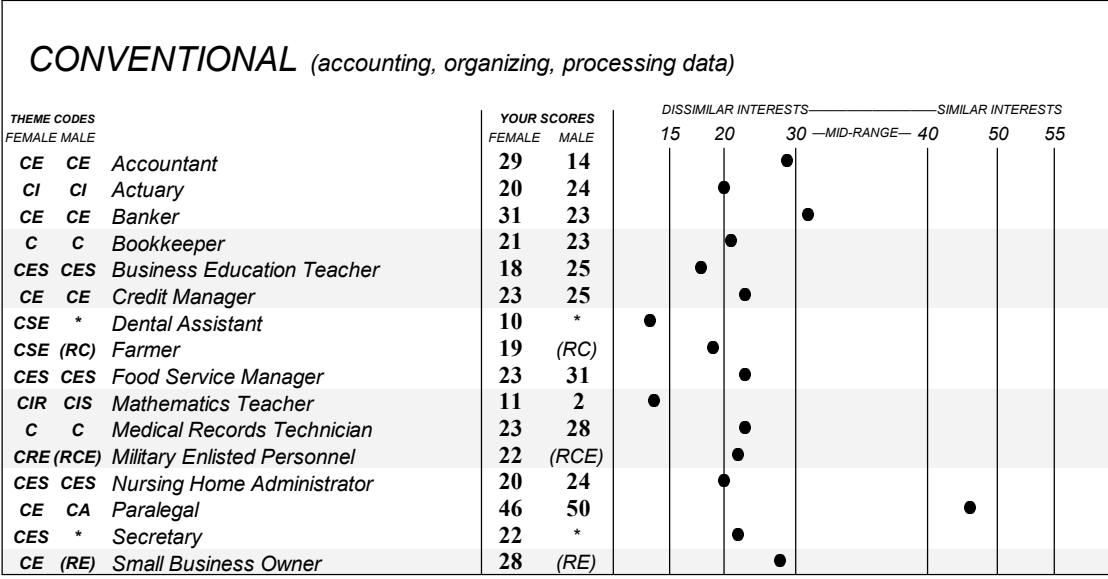 CONVENTIONAL (accounting, organizing, processing data)
DISSIMILAR INTERESTS——————————SIMILAR INTERESTS
THEME CODES YOUR SCORES
FEMALE MALE FEMALE MALE 15 20 30 —MID-RANGE— 40 50 55
CE CE Accountant 29 14
CI CI Actuary 20 24
CE CE Banker 31 23
C C Bookkeeper 21 23
CES CES Business Education Teacher 18 25
CE CE Credit Manager 23 25
CSE * Dental Assistant 10 *
CSE (RC) Farmer 19 (RC)
CES CES Food Service Manager 23 31
CIR CIS Mathematics Teacher 11 2
C C Medical Records Technician 23 28
CRE (RCE) Military Enlisted Personnel 22 (RCE)
CES CES Nursing Home Administrator 20 24
CE CA Paralegal 46 50
CES * Secretary 22 *
CE (RE) Small Business Owner 28 (RE)